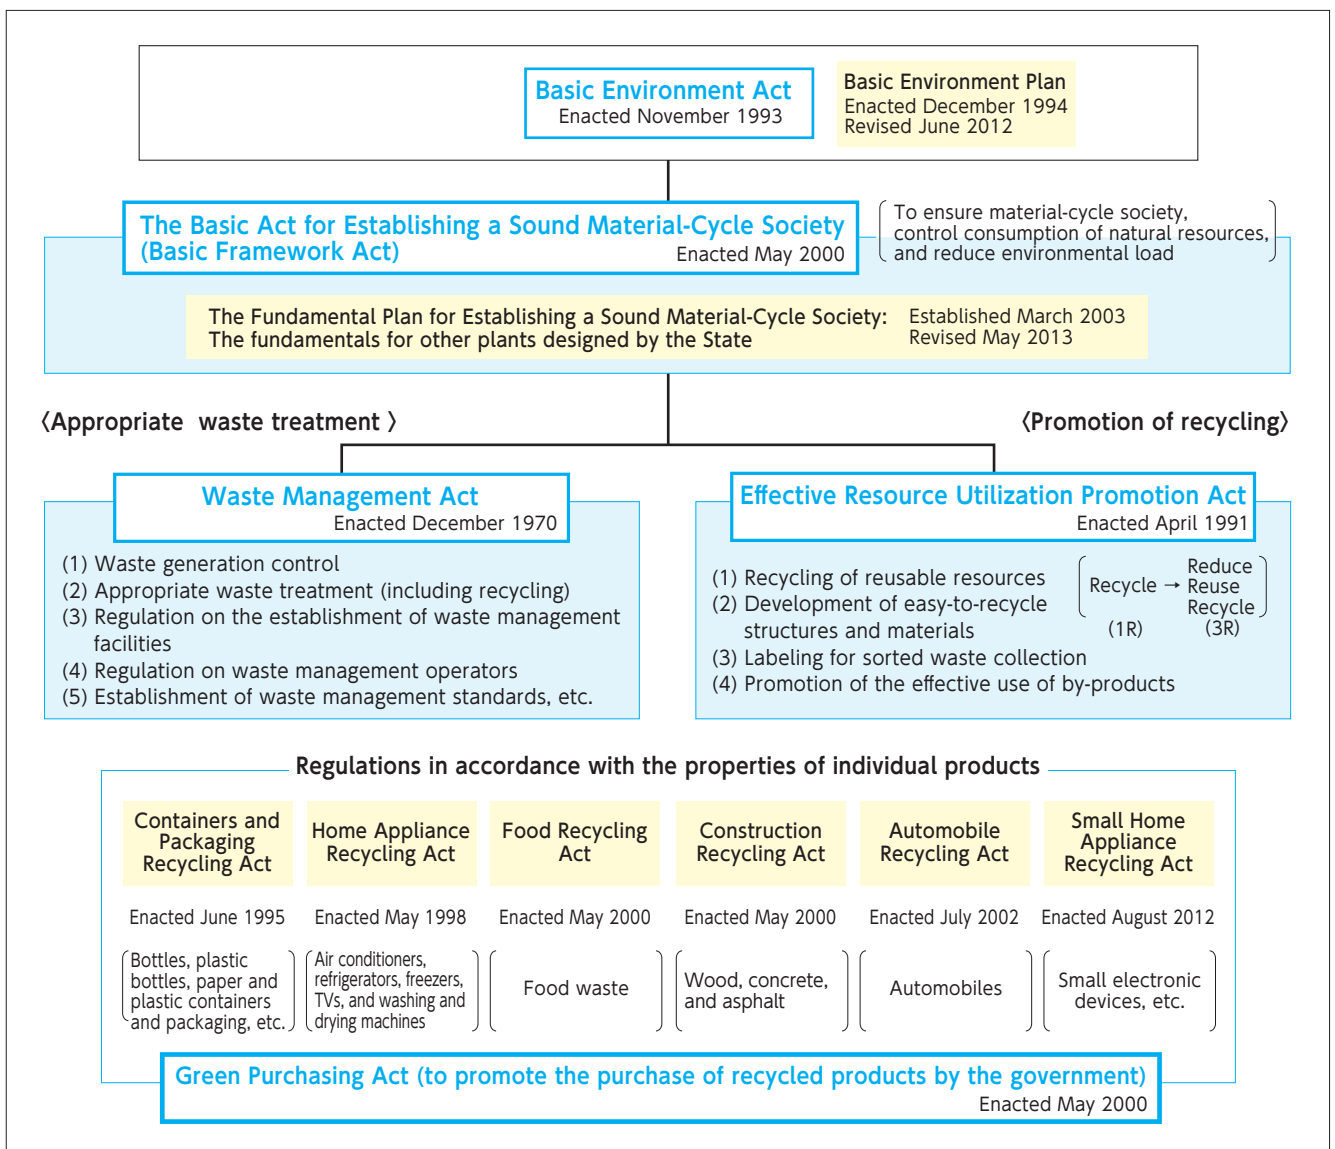 Basic Environment Act
Enacted November 1993
Basic Environment Plan
Enacted December 1994
Revised June 2012
The Basic Act for Establishing a Sound Material-Cycle Society
(Basic Framework Act)
Enacted May 2000
To ensure material-cycle society,
control consumption of natural resources,
and reduce environmental load
The Fundamental Plan for Establishing a Sound Material-Cycle Society:
The fundamentals for other plants designed by the State
Established March 2003
Revised May 2013
〈Appropriate waste treatment 〉
〈Promotion of recycling〉
Waste Management Act
Enacted December 1970
(1) Waste generation control
(2) Appropriate waste treatment (including recycling)
(3) Regulation on the establishment of waste management
facilities
(4) Regulation on waste management operators
(5) Establishment of waste management standards, etc.
Effective Resource Utilization Promotion Act
Enacted April 1991
(1) Recycling of reusable resources
(2) Development of easy-to-recycle
structures and materials
(3) Labeling for sorted waste collection
(4) Promotion of the effective use of by-products
Recycle →
Reduce
Reuse
Recycle
(1R)
(3R)
Regulations in accordance with the properties of individual products
Containers and
Packaging
Recycling Act
Enacted June 1995
Bottles, plastic
bottles, paper and
plastic containers
and packaging, etc.
Home Appliance
Recycling Act
Enacted May 1998
Air conditioners,
refrigerators, freezers,
TVs, and washing and
drying machines
Food Recycling
Act
Enacted May 2000
Food waste
Construction
Recycling Act
Enacted May 2000
Wood, concrete,
and asphalt
Automobile
Recycling Act
Enacted July 2002
Automobiles
Small Home
Appliance
Recycling Act
Enacted August 2012
Small electronic
devices, etc.
Green Purchasing Act (to promote the purchase of recycled products by the government)
Enacted May 2000